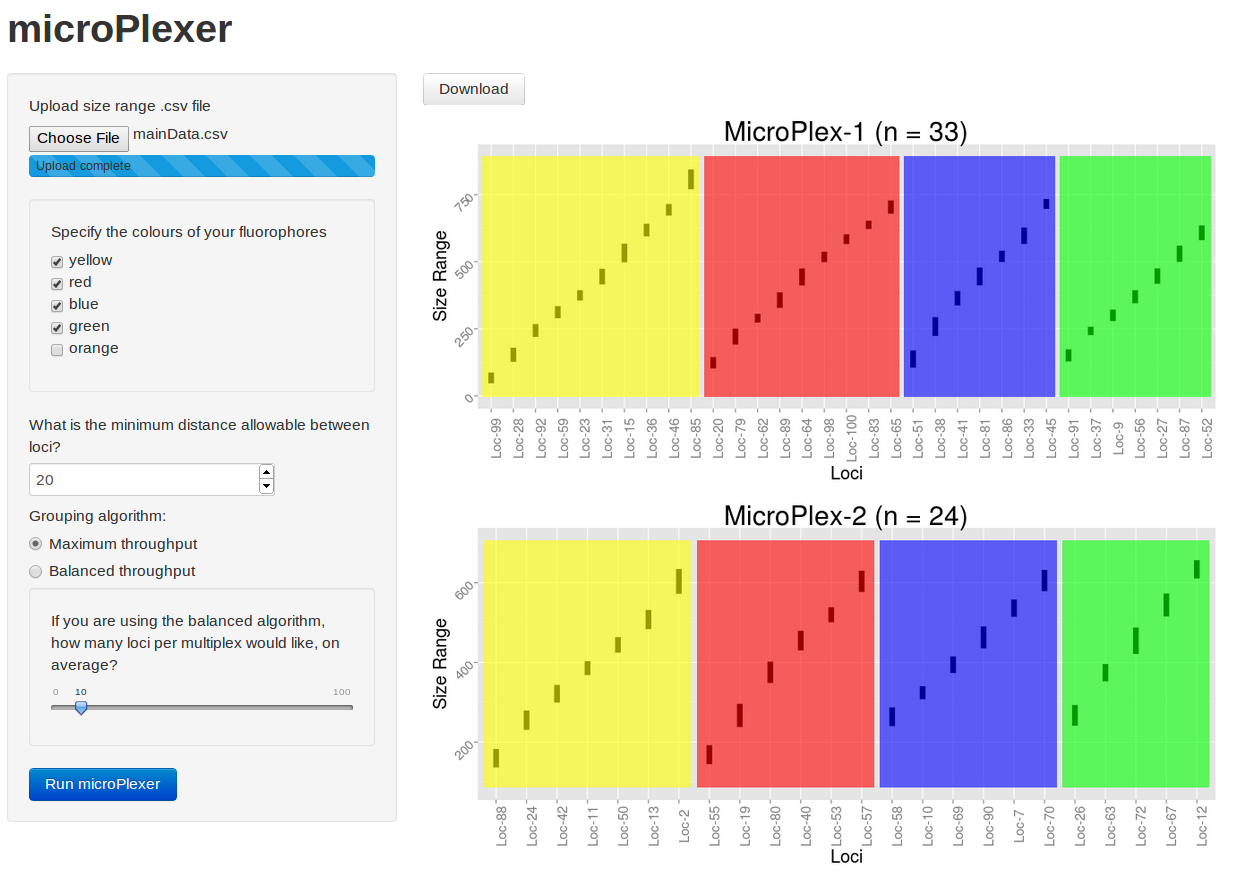 microPlexer
Upload size range .csv file
Choose File mainData.csv
Upload complete
Specify the colours of your fluorophores
yellow
red
blue
green
orange
What is the minimum distance allowable between
loci?
20
Grouping algorithm:
Maximum throughput
Balanced throughput
If you are using the balanced algorithm,
how many loci per multiplex would like, on
average?
0 10 100
Run microPlexer
Download
MicroPlex-1 (n = 33)
Size Range
750
500
250
0
Loc-99
Loc-28
Loc-92
Loc-59
Loc-23
Loc-31
Loc-15
Loc-36
Loc-46
Loc-85
Loc-20
Loc-79
Loc-62
Loc-89
Loc-64
Loc-98
Loc-100
Loc-83
Loc-65
Loc-51
Loc-38
Loc-41
Loc-81
Loc-86
Loc-33
Loc-45
Loc-91
Loc-37
Loc-9
Loc-56
Loc-27
Loc-87
Loc-52
Loci
MicroPlex-2 (n = 24)
Size Range
600
400
200
Loc-88
Loc-24
Loc-42
Loc-11
Loc-50
Loc-13
Loc-2
Loc-55
Loc-19
Loc-80
Loc-40
Loc-53
Loc-57
Loc-58
Loc-10
Loc-69
Loc-90
Loc-7
Loc-70
Loc-26
Loc-63
Loc-72
Loc-67
Loc-12
Loci